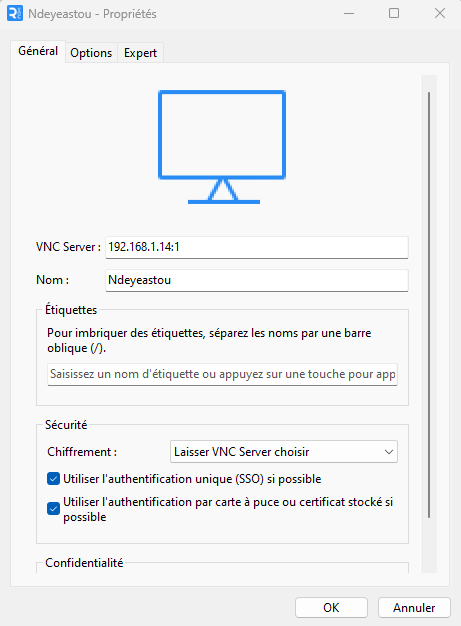 Ndeyeastou - Propriétés
Général Options Expert
VNC Server : 192.168.1.14:1
Nom : Ndeyeastou
Étiquettes
Pour imbriquer des étiquettes, séparez les noms par une barre
oblique (/).
Saisissez un nom d'étiquette ou appuyez sur une touche pour app
Sécurité
Chiffrement : Laisser VNC Server choisir
Utiliser l'authentification unique (SSO) si possible
Utiliser l'authentification par carte à puce ou certificat stocké si
possible
Confidentialité
OK Annuler